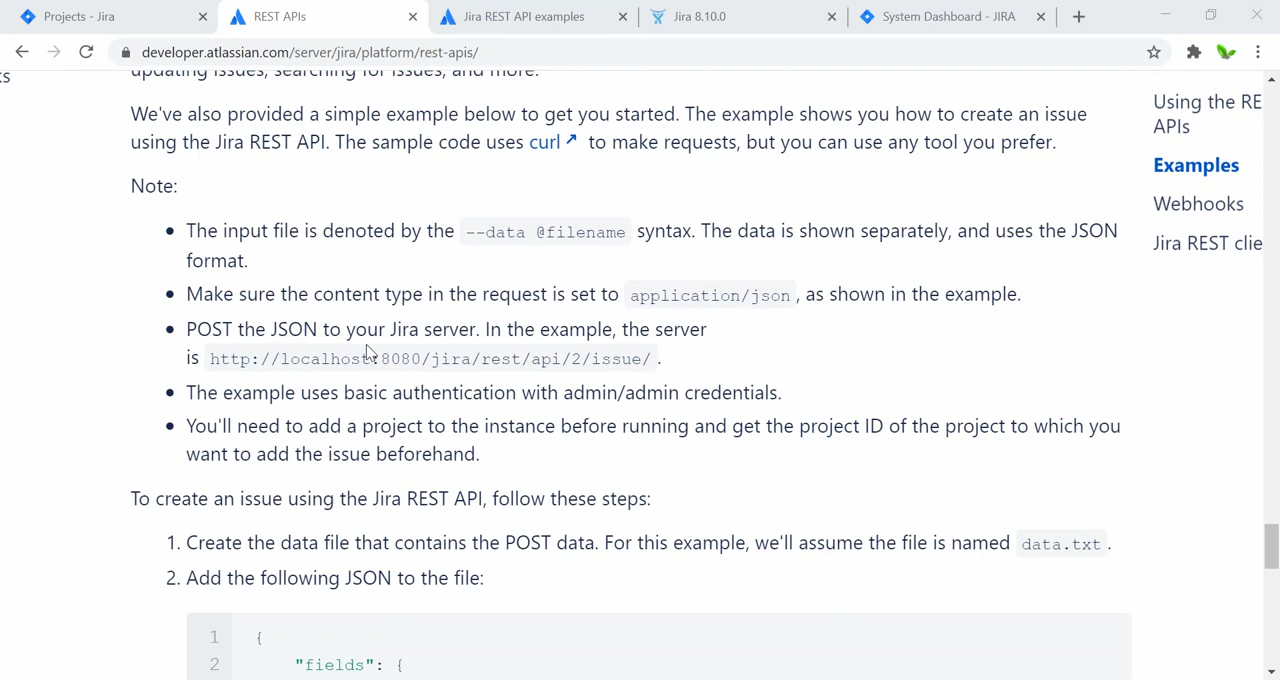 Projects - Jira
REST APIs
Jira REST API examples
Jira 8.10.0
System Dashboard - JIRA
developer.atlassian.com/server/jira/platform/rest-apis/
ks
updating issues, searching for issues, and more.
We've also provided a simple example below to get you started. The example shows you how to create an issue
using the Jira REST API. The sample code uses curl to make requests, but you can use any tool you prefer.
Note:
The input file is denoted by the --data @filename syntax. The data is shown separately, and uses the JSON
format.
Make sure the content type in the request is set to application/json, as shown in the example.
POST the JSON to your Jira server. In the example, the server
is http://localhost:8080/jira/rest/api/2/issue/.
The example uses basic authentication with admin/admin credentials.
You'll need to add a project to the instance before running and get the project ID of the project to which you
want to add the issue beforehand.
To create an issue using the Jira REST API, follow these steps:
1. Create the data file that contains the POST data. For this example, we'll assume the file is named data.txt.
2. Add the following JSON to the file:
1 {
2 "fields": {
Using the RE
APIs
Examples
Webhooks
Jira REST clie